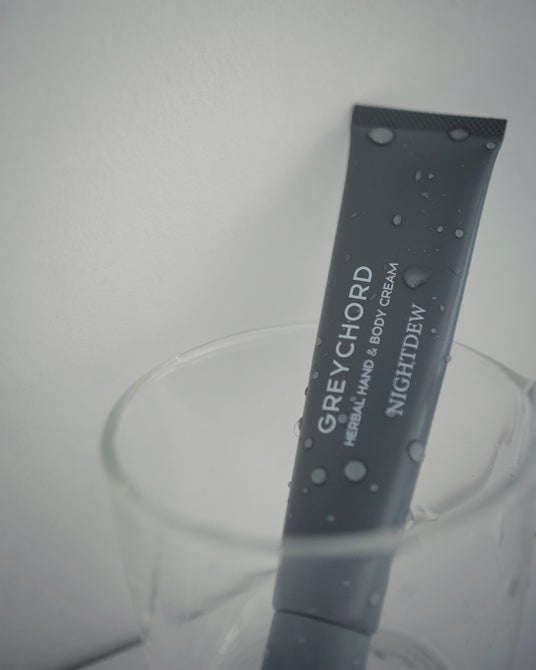 GREYCHORD
HERBAL HAND & BODY CREAM
NIGHTDEW